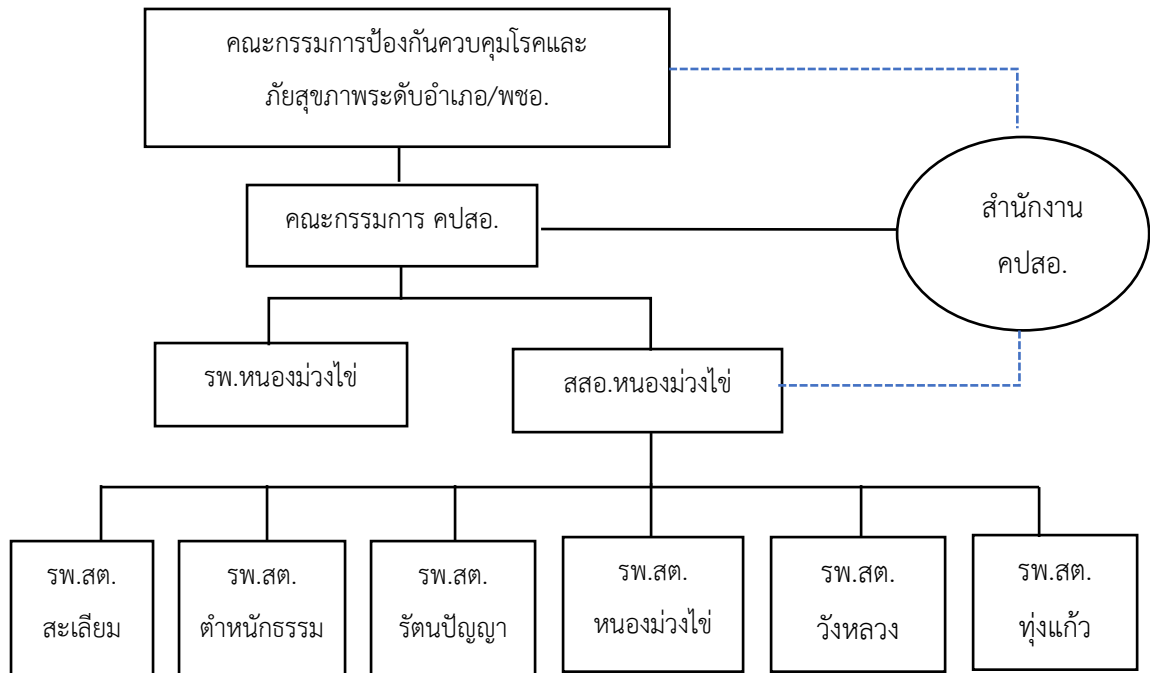 คณะกรรมการป้องกันควบคุมโรคและ
ภัยสุขภาพระดับอำเภอ/พชอ.
คณะกรรมการ คปสอ.
สำนักงาน
คปสอ.
รพ.หนองม่วงไข่
สสอ.หนองม่วงไข่
รพ.สต.
สะเลียม
รพ.สต.
ตำหนักธรรม
รพ.สต.
รัตนปัญญา
รพ.สต.
หนองม่วงไข่
รพ.สต.
วังหลวง
รพ.สต.
ทุ่งแก้ว